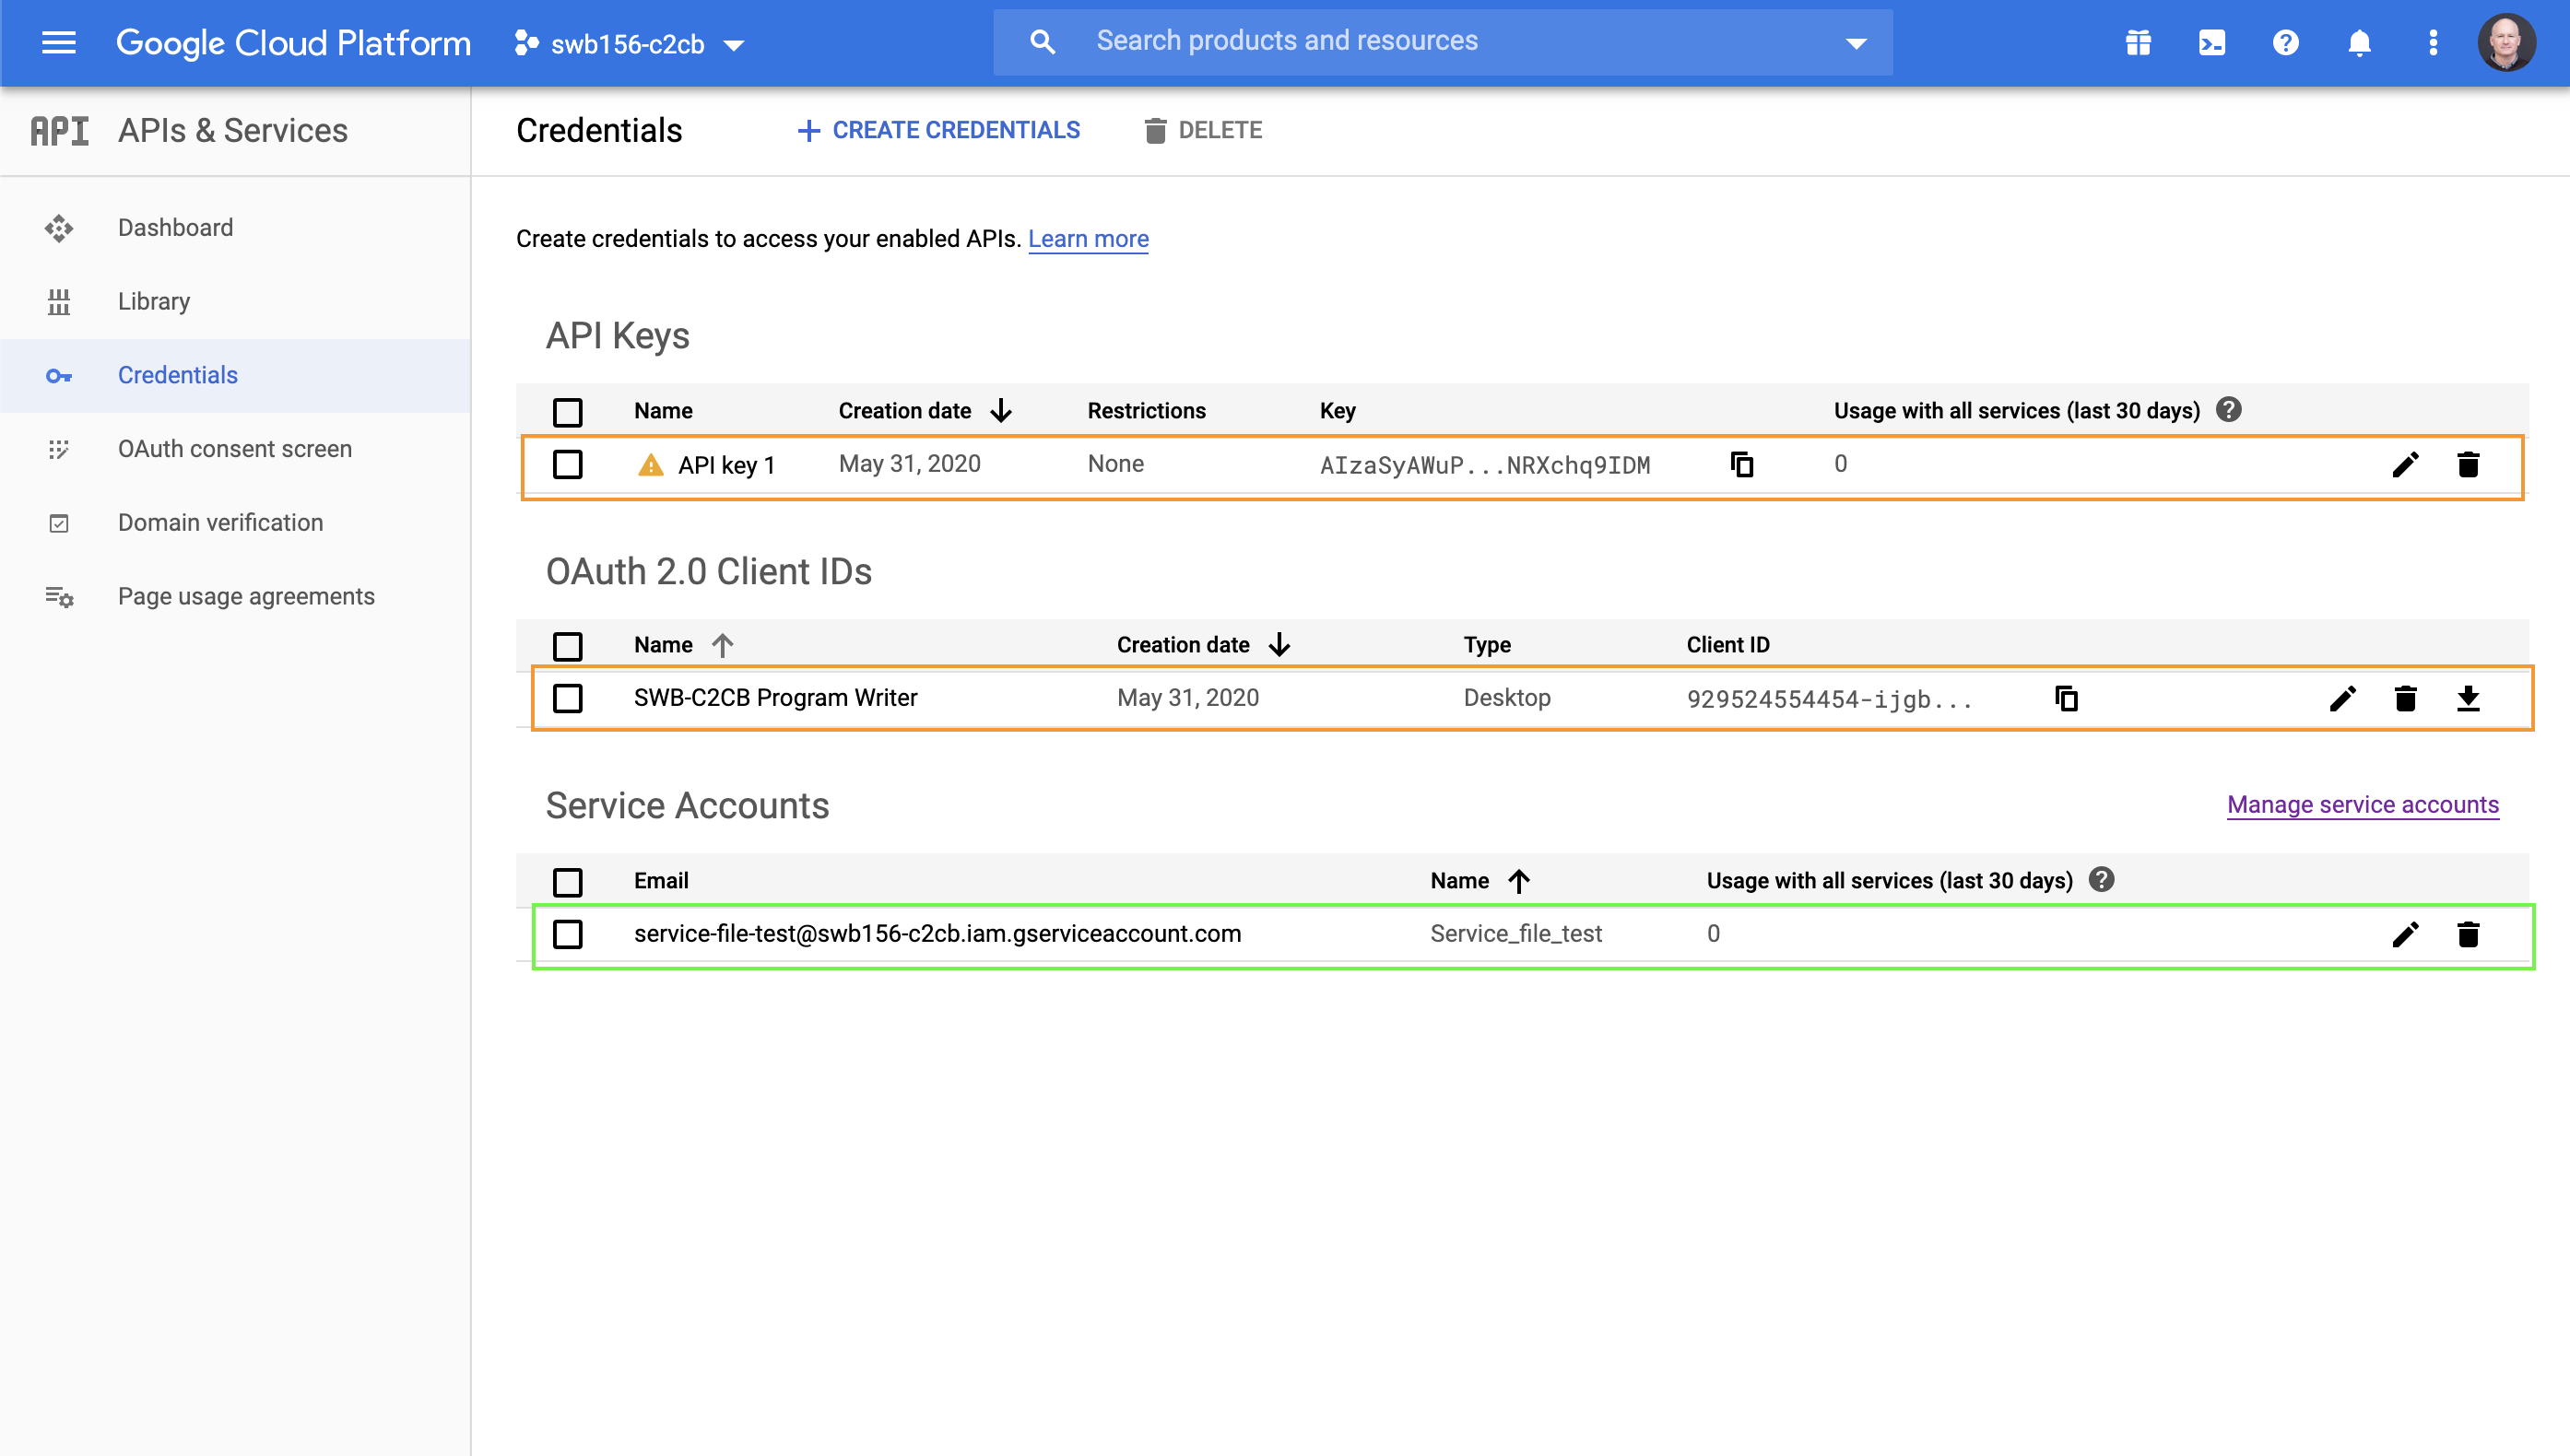 Google Cloud Platform swb156-c2cb Search products and resources
API APIs & Services
Credentials CREATE CREDENTIALS DELETE
Dashboard
Library
Credentials
OAuth consent screen
Domain verification
Page usage agreements
Create credentials to access your enabled APIs. Learn more
API Keys
Name Creation date Restrictions Key Usage with all services (last 30 days)
API key 1 May 31, 2020 None AIzaSyAWuP...NRXchq9IDM 0
OAuth 2.0 Client IDs
Name Creation date Type Client ID
SWB-C2CB Program Writer May 31, 2020 Desktop 929524554454-ijgb...
Service Accounts Manage service accounts
Email Name Usage with all services (last 30 days)
service-file-test@swb156-c2cb.iam.gserviceaccount.com Service_file_test 0